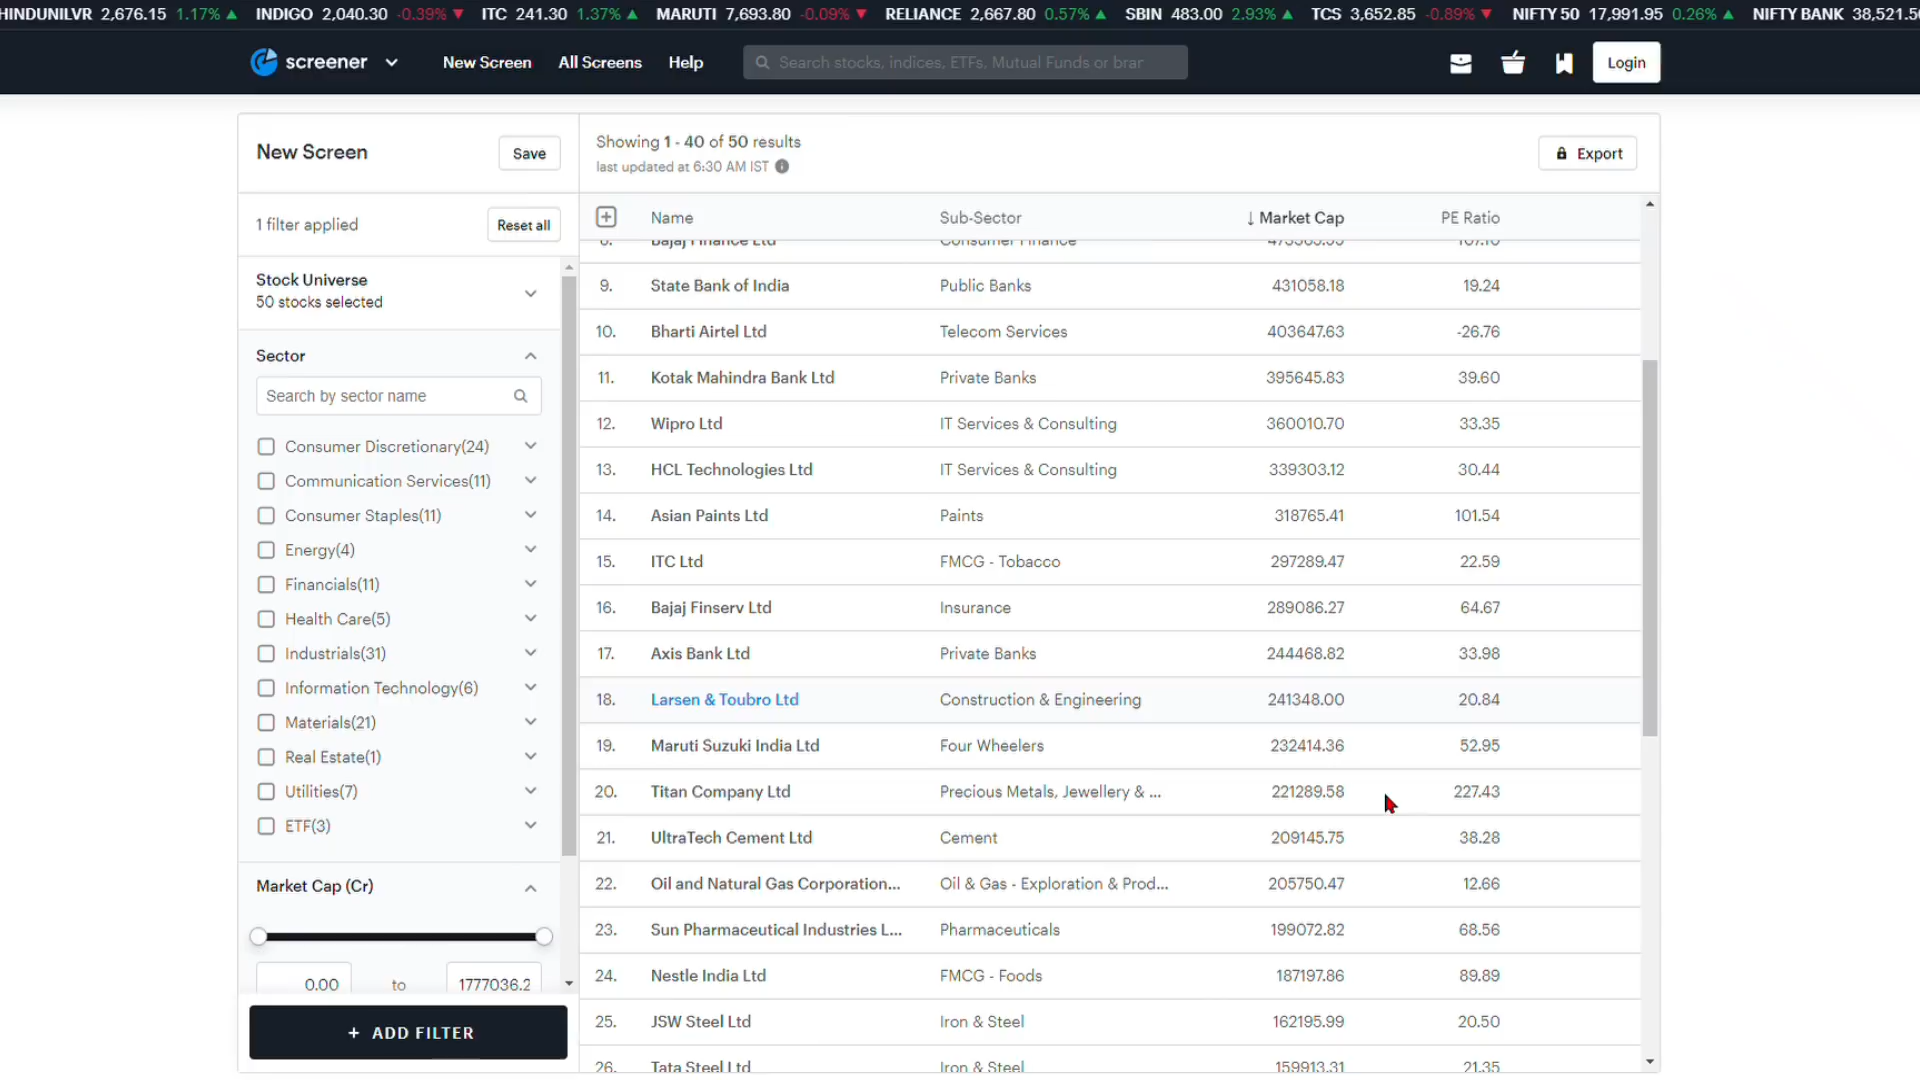 HINDUNILVR 2,676.15 1.17% ▲ INDIGO 2,040.30 -0.39% ▼ ITC 241.30 1.37% ▲ MARUTI 7,693.80 -0.09% ▼ RELIANCE 2,667.80 0.57% ▲ SBIN 483.00 2.93% ▲ TCS 3,652.85 -0.89% ▼ NIFTY 50 17,991.95 0.26% ▲ NIFTY BANK 38,521.50
screener New Screen All Screens Help Search stocks, indices, ETFs, Mutual Funds or brar Login
New Screen Save
Showing 1 - 40 of 50 results
last updated at 6:30 AM IST
Export
1 filter applied Reset all
Stock Universe
50 stocks selected
Sector
Search by sector name
Consumer Discretionary(24)
Communication Services(11)
Consumer Staples(11)
Energy(4)
Financials(11)
Health Care(5)
Industrials(31)
Information Technology(6)
Materials(21)
Real Estate(1)
Utilities(7)
ETF(3)
Market Cap (Cr)
0.00 to 1777036.2
+ ADD FILTER
Name Sub-Sector ↓ Market Cap PE Ratio
8. Bajaj Finance Ltd Consumer Finance
9. State Bank of India Public Banks 431058.18 19.24
10. Bharti Airtel Ltd Telecom Services 403647.63 -26.76
11. Kotak Mahindra Bank Ltd Private Banks 395645.83 39.60
12. Wipro Ltd IT Services & Consulting 360010.70 33.35
13. HCL Technologies Ltd IT Services & Consulting 339303.12 30.44
14. Asian Paints Ltd Paints 318765.41 101.54
15. ITC Ltd FMCG - Tobacco 297289.47 22.59
16. Bajaj Finserv Ltd Insurance 289086.27 64.67
17. Axis Bank Ltd Private Banks 244468.82 33.98
18. Larsen & Toubro Ltd Construction & Engineering 241348.00 20.84
19. Maruti Suzuki India Ltd Four Wheelers 232414.36 52.95
20. Titan Company Ltd Precious Metals, Jewellery & ... 221289.58 227.43
21. UltraTech Cement Ltd Cement 209145.75 38.28
22. Oil and Natural Gas Corporation... Oil & Gas - Exploration & Prod... 205750.47 12.66
23. Sun Pharmaceutical Industries L... Pharmaceuticals 199072.82 68.56
24. Nestle India Ltd FMCG - Foods 187197.86 89.89
25. JSW Steel Ltd Iron & Steel 162195.99 20.50
26. Tata Steel Ltd Iron & Steel 159913.31 21.35